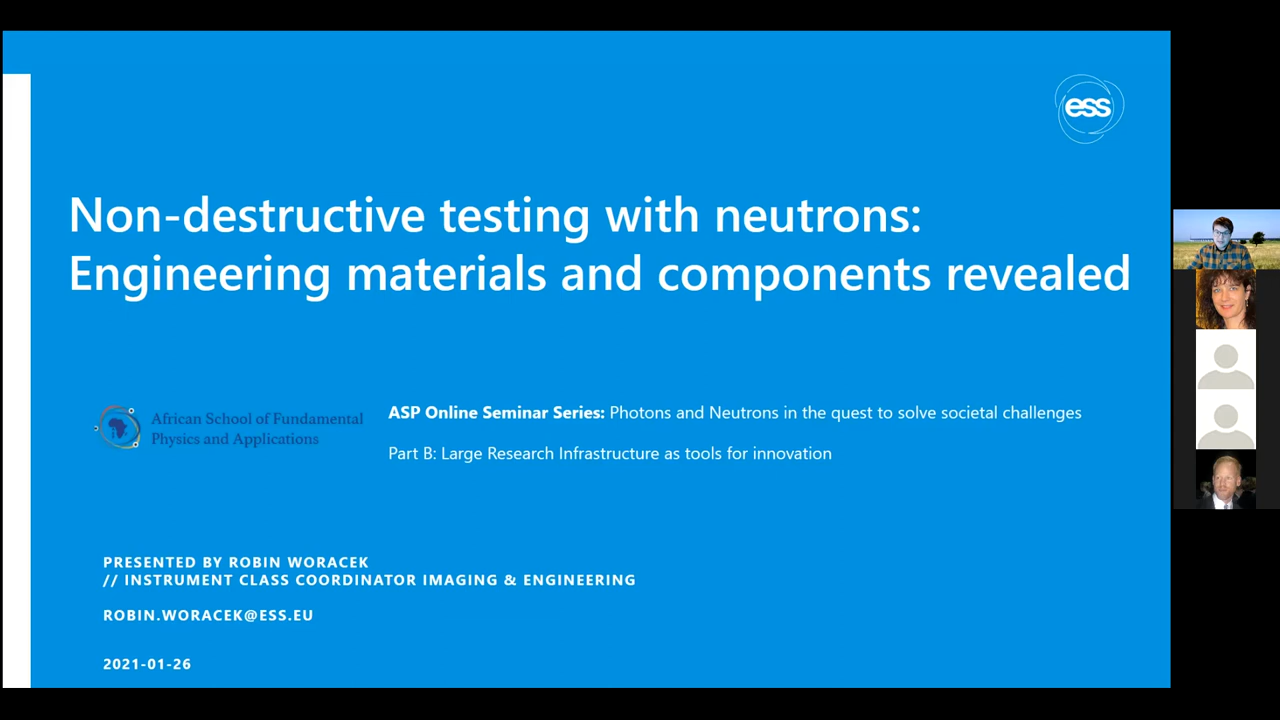 ess
Non-destructive testing with neutrons:
Engineering materials and components revealed
African School of Fundamental
Physics and Applications
ASP Online Seminar Series: Photons and Neutrons in the quest to solve societal challenges
Part B: Large Research Infrastructure as tools for innovation
PRESENTED BY ROBIN WORACEK
// INSTRUMENT CLASS COORDINATOR IMAGING & ENGINEERING
ROBIN.WORACEK@ESS.EU
2021-01-26